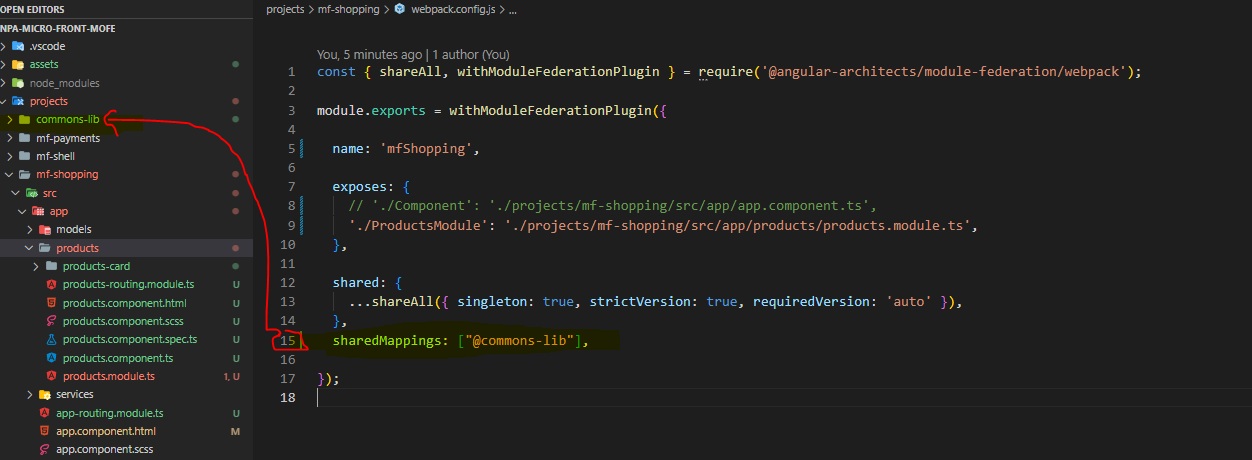 OPEN EDITORS
NPA-MICRO-FRONT-MOFE
.vscode
assets
node_modules
projects
commons-lib
mf-payments
mf-shell
mf-shopping
src
app
models
products
products-card
products-routing.module.ts U
products.component.html U
products.component.scss U
products.component.spec.ts U
products.component.ts U
products.module.ts 1, U
services
app-routing.module.ts U
app.component.html M
app.component.scss
projects > mf-shopping > webpack.config.js > ...
You, 5 minutes ago | 1 author (You)
1 const { shareAll, withModuleFederationPlugin } = require('@angular-architects/module-federation/webpack');
2
3 module.exports = withModuleFederationPlugin({
4
5 name: 'mfShopping',
6
7 exposes: {
8 // './Component': './projects/mf-shopping/src/app/app.component.ts',
9 './ProductsModule': './projects/mf-shopping/src/app/products/products.module.ts',
10 },
11
12 shared: {
13 ...shareAll({ singleton: true, strictVersion: true, requiredVersion: 'auto' }),
14 },
15 sharedMappings: ["@commons-lib"],
16
17 });
18